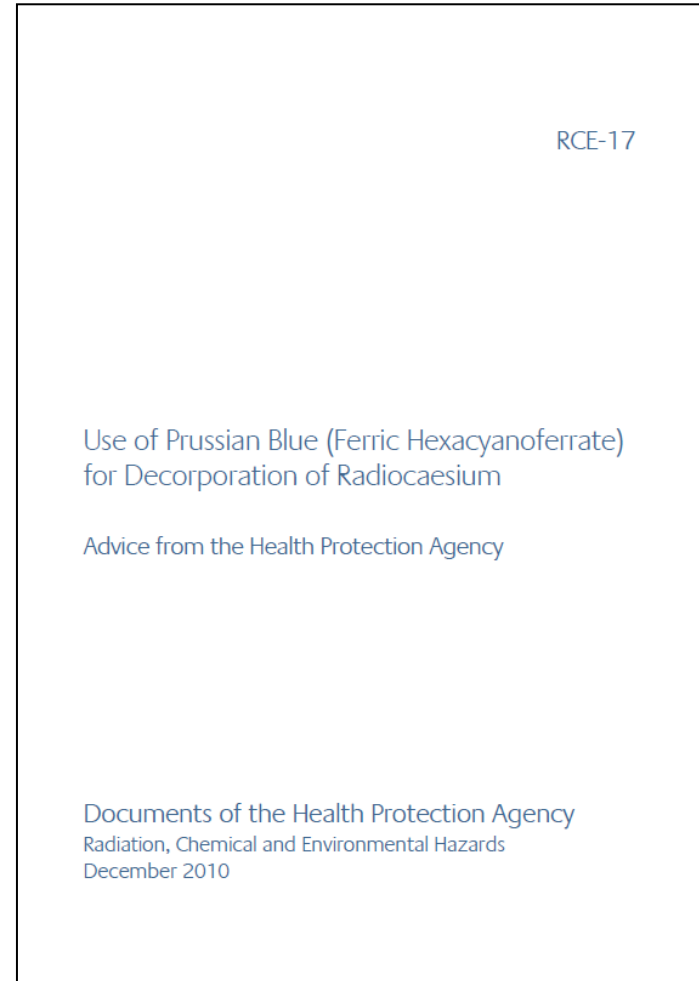 RCE-17
Use of Prussian Blue (Ferric Hexacyanoferrate)
for Decorporation of Radiocaesium
Advice from the Health Protection Agency
Documents of the Health Protection Agency
Radiation, Chemical and Environmental Hazards
December 2010